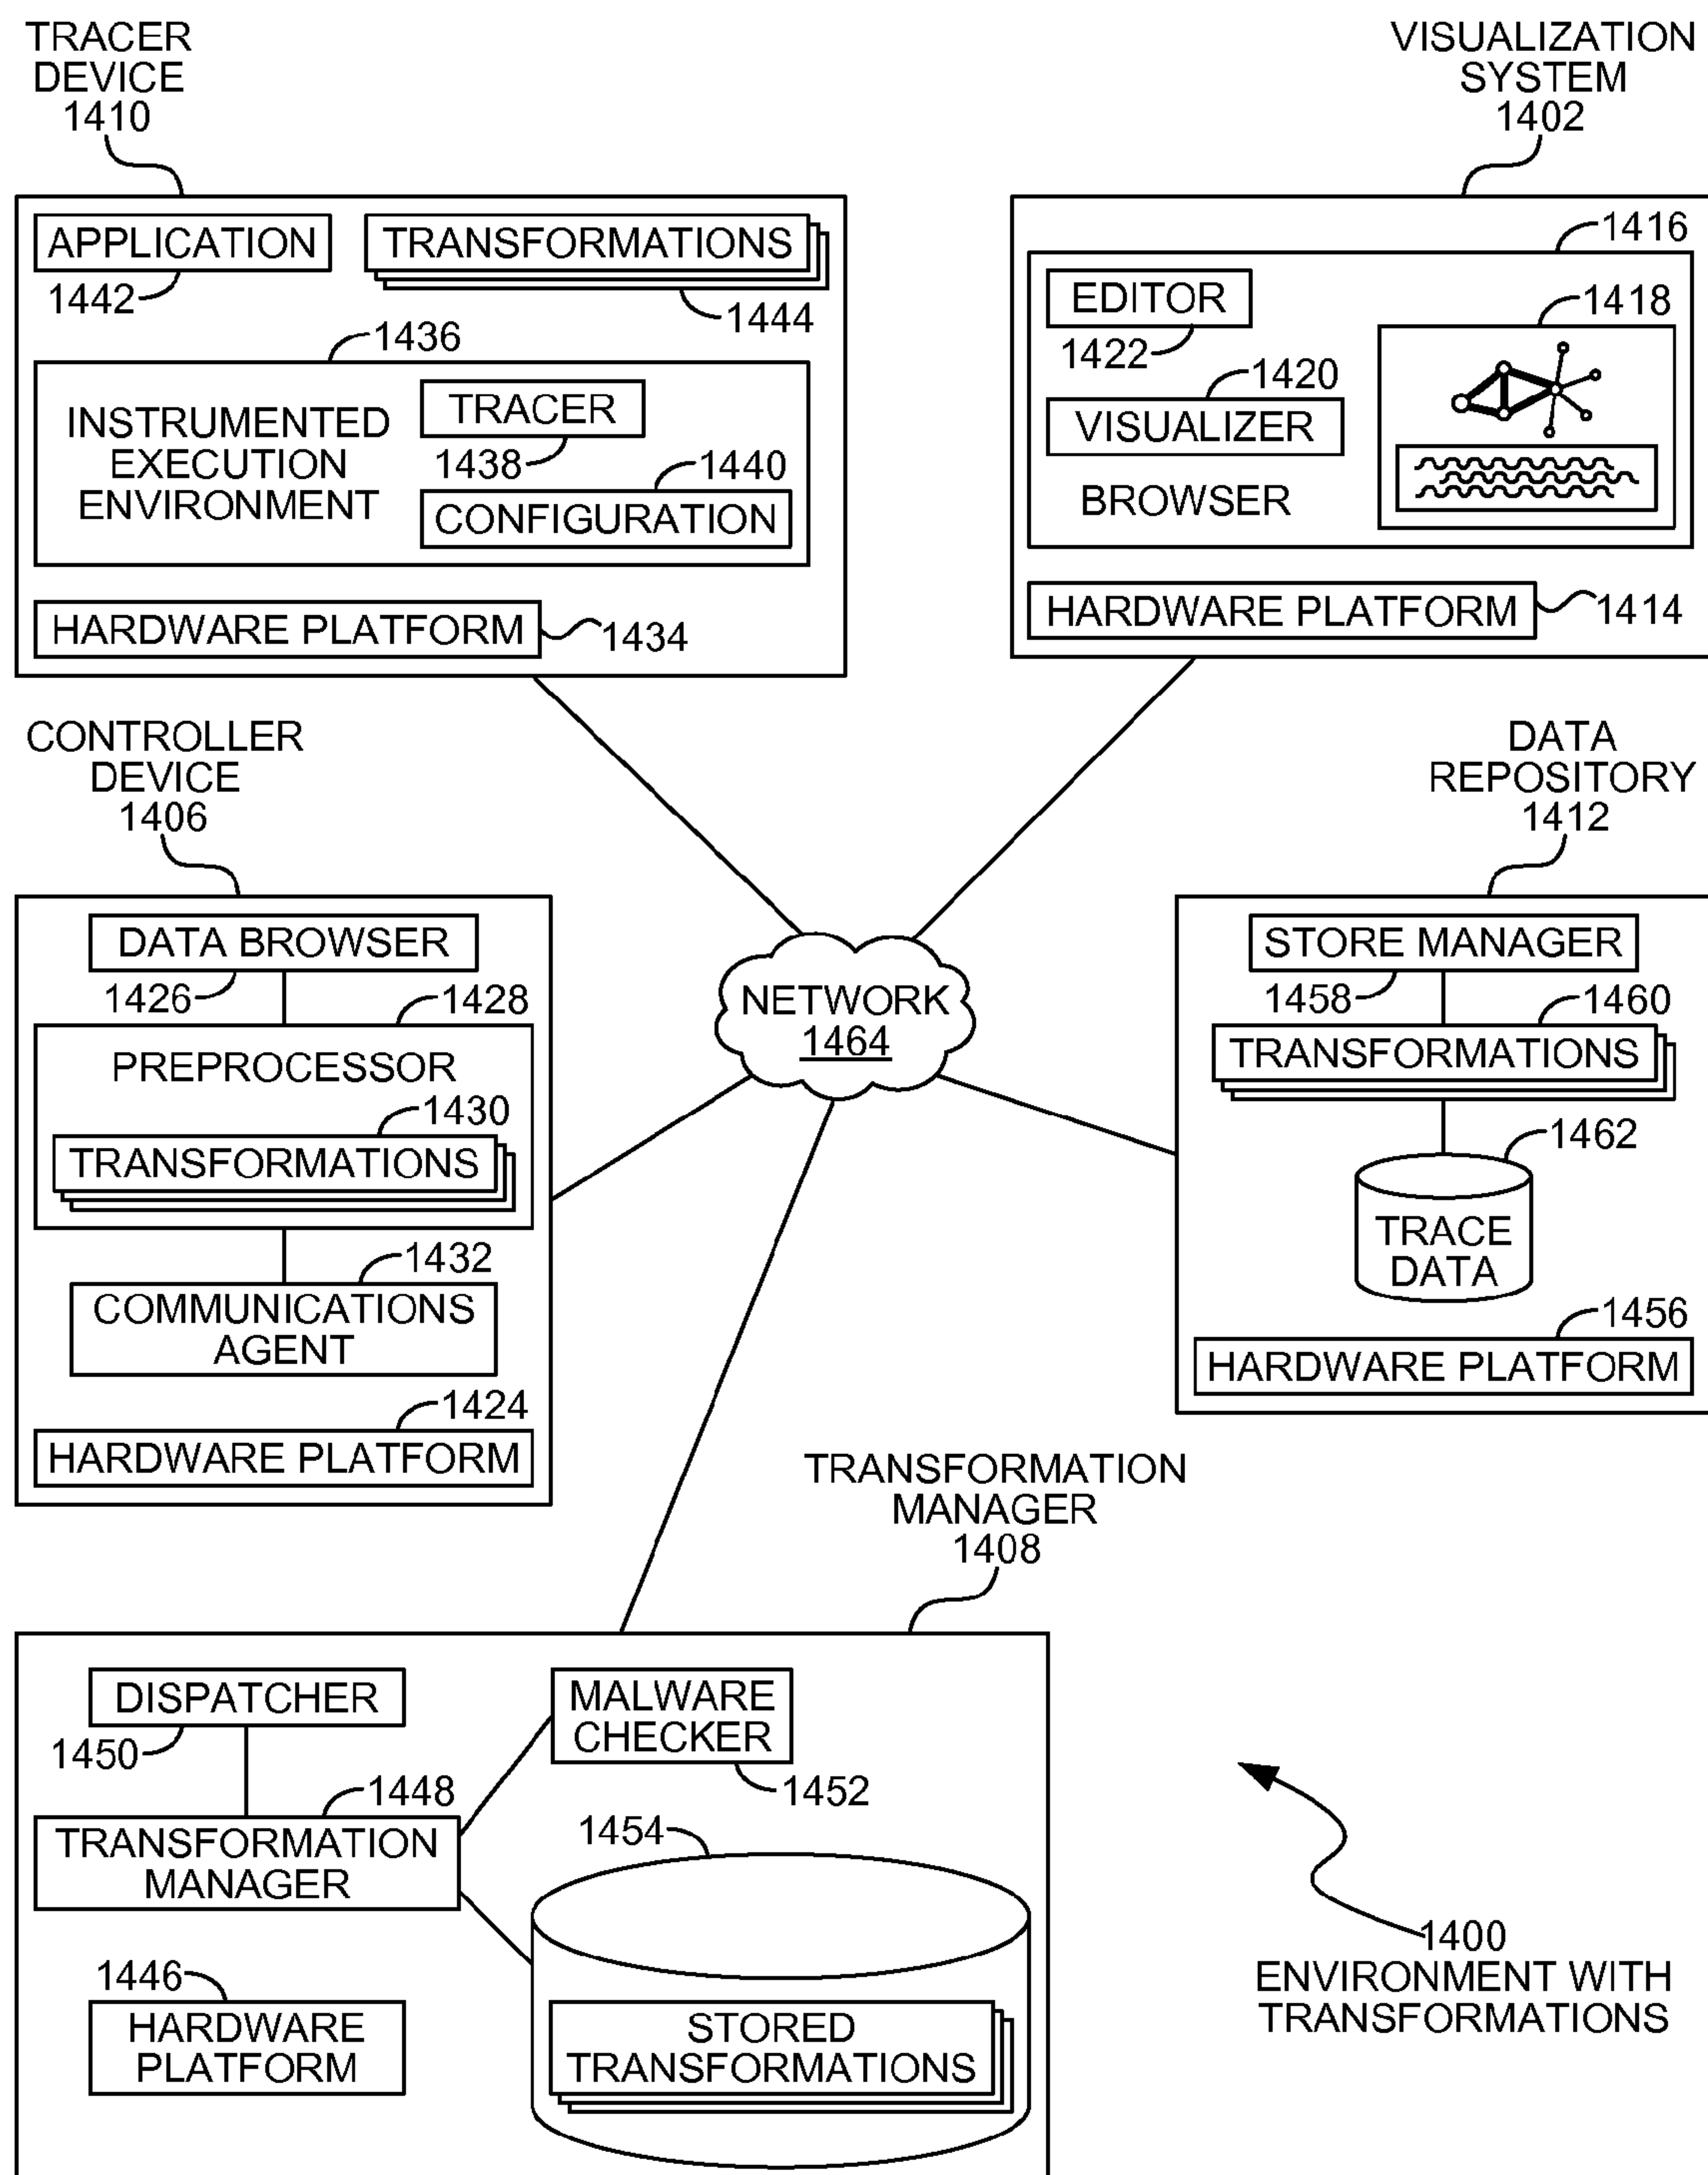 TRACER
DEVICE
1410
VISUALIZATION
SYSTEM
1402
APPLICATION
1442
TRANSFORMATIONS
1444
1436
INSTRUMENTED
EXECUTION
ENVIRONMENT
TRACER
1438
1440
CONFIGURATION
HARDWARE PLATFORM
1434
1416
EDITOR
1422
1418
1420
VISUALIZER
BROWSER
HARDWARE PLATFORM
1414
CONTROLLER
DEVICE
1406
DATA
REPOSITORY
1412
DATA BROWSER
1426
1428
PREPROCESSOR
1430
TRANSFORMATIONS
1432
COMMUNICATIONS
AGENT
1424
HARDWARE PLATFORM
NETWORK
1464
STORE MANAGER
1458
1460
TRANSFORMATIONS
1462
TRACE
DATA
1456
HARDWARE PLATFORM
TRANSFORMATION
MANAGER
1408
DISPATCHER
1450
MALWARE
CHECKER
1452
1448
TRANSFORMATION
MANAGER
1454
1446
HARDWARE
PLATFORM
STORED
TRANSFORMATIONS
1400
ENVIRONMENT WITH
TRANSFORMATIONS